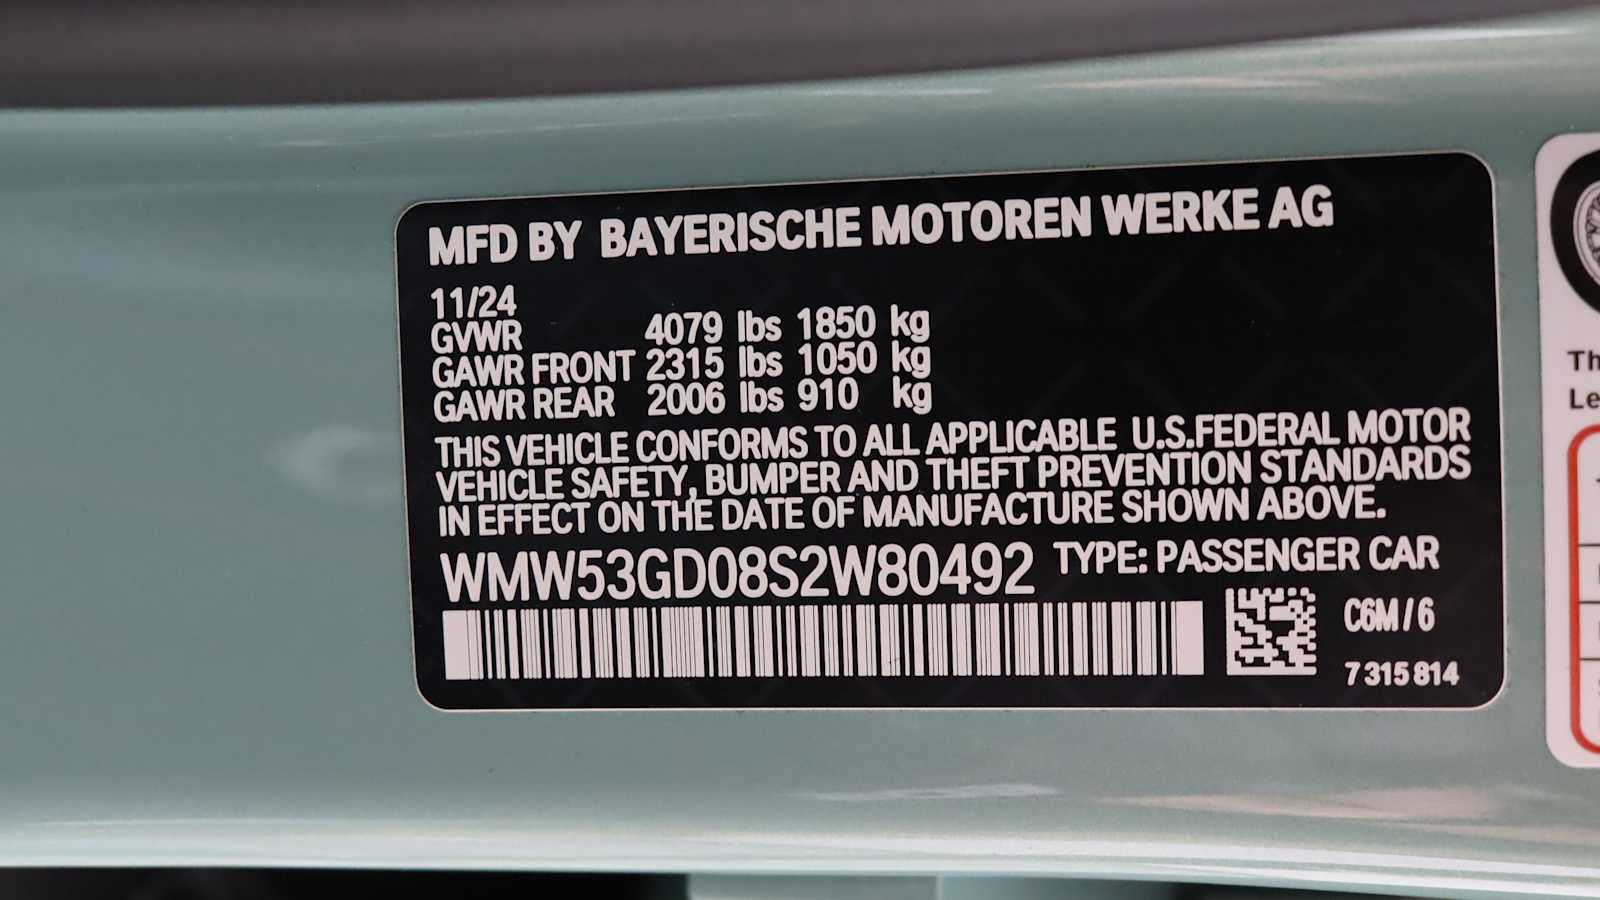 MFD BY BAYERISCHE MOTOREN WERKE AG
11/24
GVWR 4079 lbs 1850 kg
GAWR FRONT 2315 lbs 1050 kg
GAWR REAR 2006 lbs 910 kg
THIS VEHICLE CONFORMS TO ALL APPLICABLE U.S.FEDERAL MOTOR
VEHICLE SAFETY, BUMPER AND THEFT PREVENTION STANDARDS
IN EFFECT ON THE DATE OF MANUFACTURE SHOWN ABOVE.
WMW53GD08S2W80492 TYPE: PASSENGER CAR
C6M / 6
7 315 814